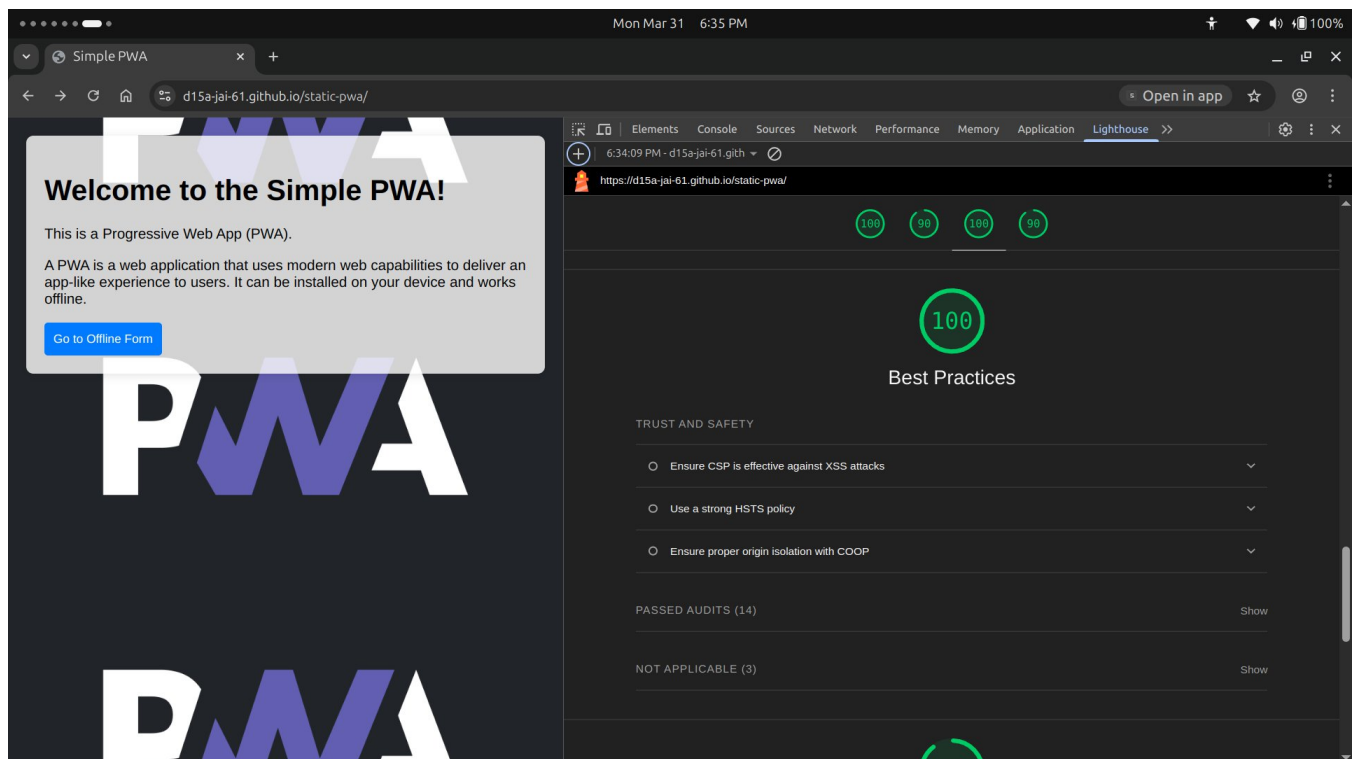 Mon Mar 31 6:35 PM
100%
Simple PWA
d15a-jai-61.github.io/static-pwa/
Open in app
PWA
Welcome to the Simple PWA!
This is a Progressive Web App (PWA).
A PWA is a web application that uses modern web capabilities to deliver an
app-like experience to users. It can be installed on your device and works
offline.
Go to Offline Form
PWA
PWA
Elements Console Sources Network Performance Memory Application Lighthouse
6:34:09 PM - d15a-jai-61.gith
https://d15a-jai-61.github.io/static-pwa/
100 90 100 90
100
Best Practices
TRUST AND SAFETY
Ensure CSP is effective against XSS attacks
Use a strong HSTS policy
Ensure proper origin isolation with COOP
PASSED AUDITS (14) Show
NOT APPLICABLE (3) Show